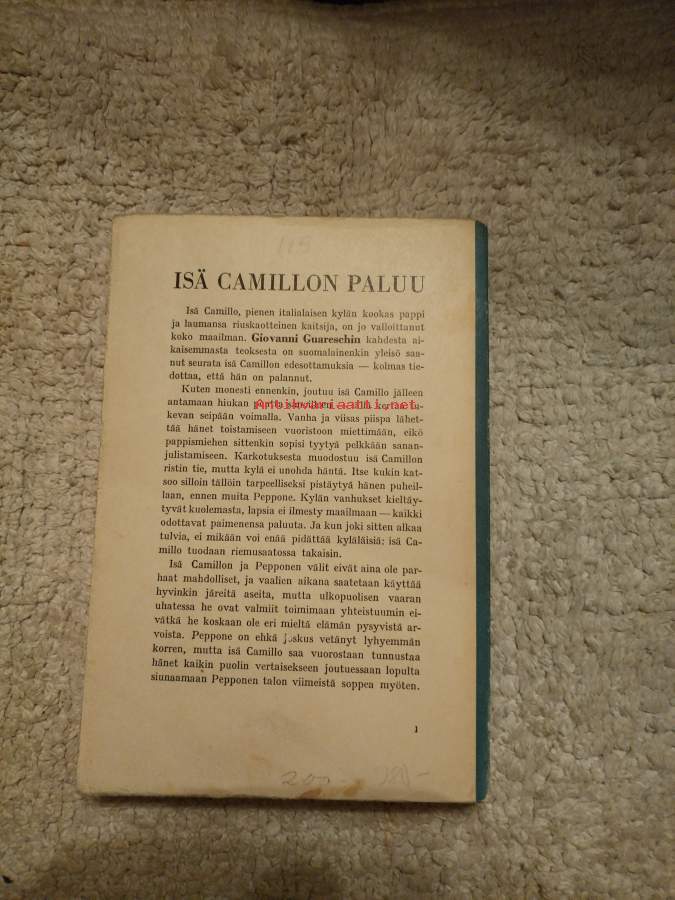 115
ISÄ CAMILLON PALUU
Isä Camillo, pienen italialaisen kylän kookas pappi
ja laumansa riuskaotteinen kaitsija, on jo valloittanut
koko maailman. Giovanni Guareschin kahdesta ai-
kaisemmasta teoksesta on suomalainenkin yleisö saa-
nut seurata isä Camillon edesottamuksia — kolmas tie-
dottaa, että hän on palannut.
Kuten monesti ennenkin, joutuu isä Camillo jälleen
antamaan hiukan
Antikvariaatti.net
kevan seipään voimalla. Vanha ja viisas piispa lähet-
tää hänet toistamiseen vuoristoon miettimään, eikö
pappismiehen sittenkin sopisi tyytyä pelkkään sanan-
julistamiseen. Karkotuksesta muodostuu isä Camillon
ristin tie, mutta kylä ei unohda häntä. Itse kukin kat-
soo silloin tällöin tarpeelliseksi pistäytyä hänen puheil-
laan, ennen muita Peppone. Kylän vanhukset kieltäy-
tyvät kuolemasta, lapsia ei ilmesty maailmaan — kaikki
odottavat paimenensa paluuta. Ja kun joki sitten alkaa
tulvia, ei mikään voi enää pidättää kyläläisiä: isä Ca-
millo tuodaan riemusaatossa takaisin.
Isä Camillon ja Pepponen välit eivät aina ole par-
haat mahdolliset, ja vaalien aikana saatetaan käyttää
hyvinkin järeitä aseita, mutta ulkopuolisen vaaran
uhatessa he ovat valmiit toimimaan yhteistuumin ei-
vätkä he koskaan ole eri mieltä elämän pysyvistä ar-
voista. Peppone on ehkä joskus vetänyt lyhyemmän
korren, mutta isä Camillo saa vuorostaan tunnustaa
hänet kaikin puolin vertaisekseen joutuessaan lopulta
siunaamaan Pepponen talon viimeistä soppea myöten.
1